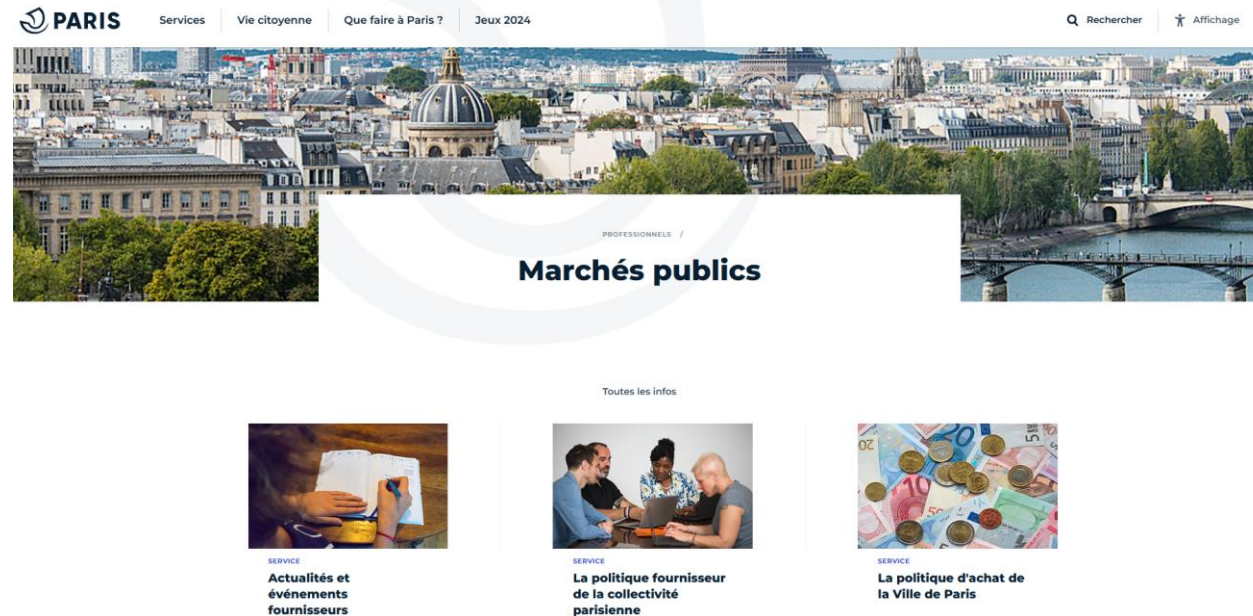 PARIS
Services
Vie citoyenne
Que faire à Paris ?
Jeux 2024
Rechercher
Affichage
PROFESSIONNELS /
Marchés publics
Toutes les infos
SERVICE
Actualités et
événements
fournisseurs
SERVICE
La politique fournisseur
de la collectivité
parisienne
SERVICE
La politique d'achat de
la Ville de Paris